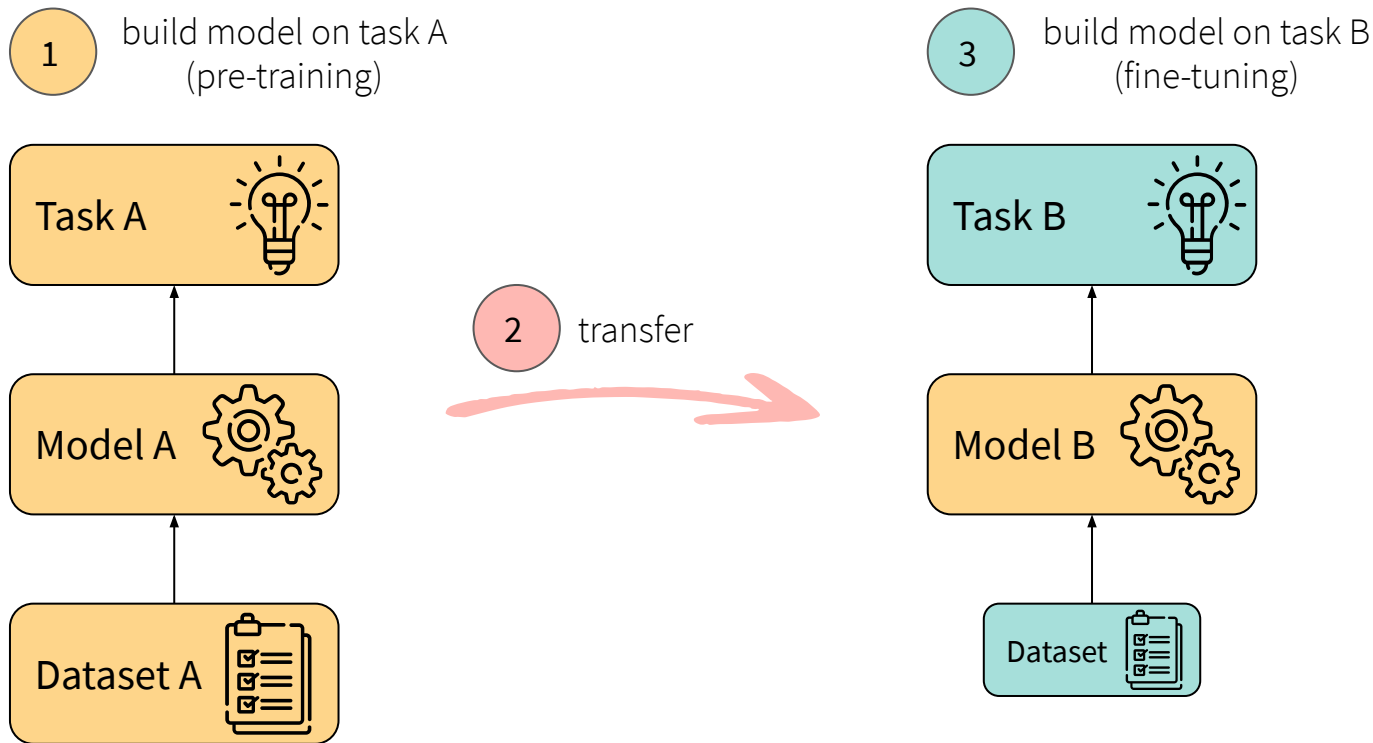 1
build model on task A
(pre-training)
Task A
Model A
Dataset A
2
transfer
3
build model on task B
(fine-tuning)
Task B
Model B
Dataset